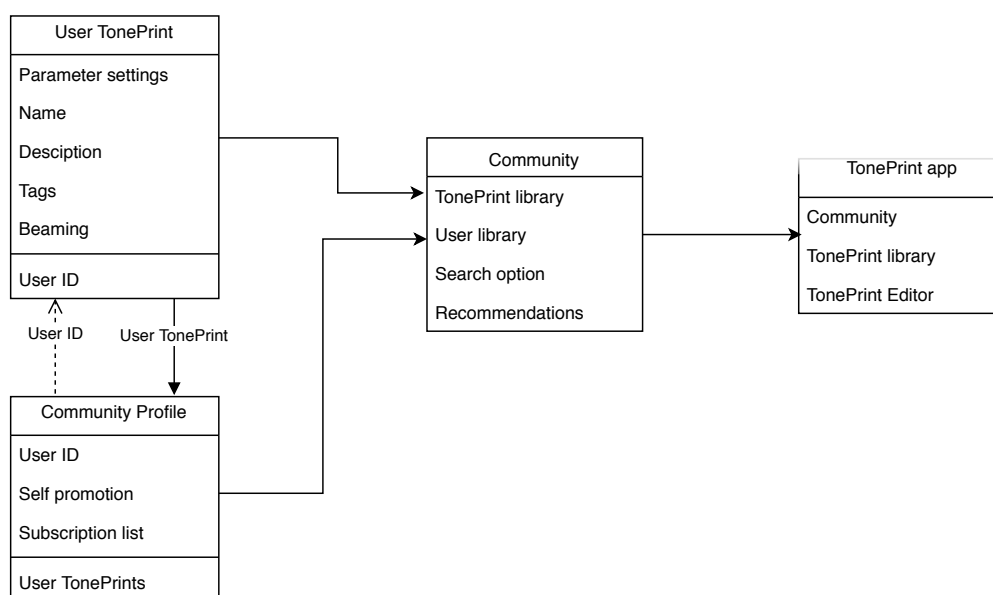 User TonePrint
Parameter settings
Name
Desciption
Tags
Beaming
User ID
User ID
User TonePrint
Community Profile
User ID
Self promotion
Subscription list
User TonePrints
Community
TonePrint library
User library
Search option
Recommendations
TonePrint app
Community
TonePrint library
TonePrint Editor